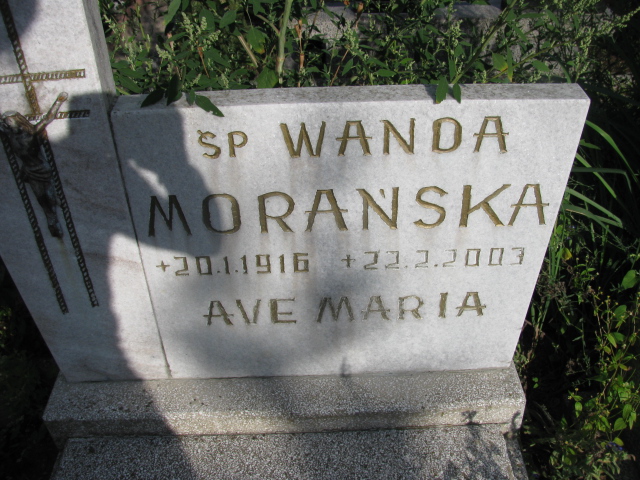 ŚP WANDA
MORAŃSKA
+20.1.1916 +22.2.2003
AVE MARIA